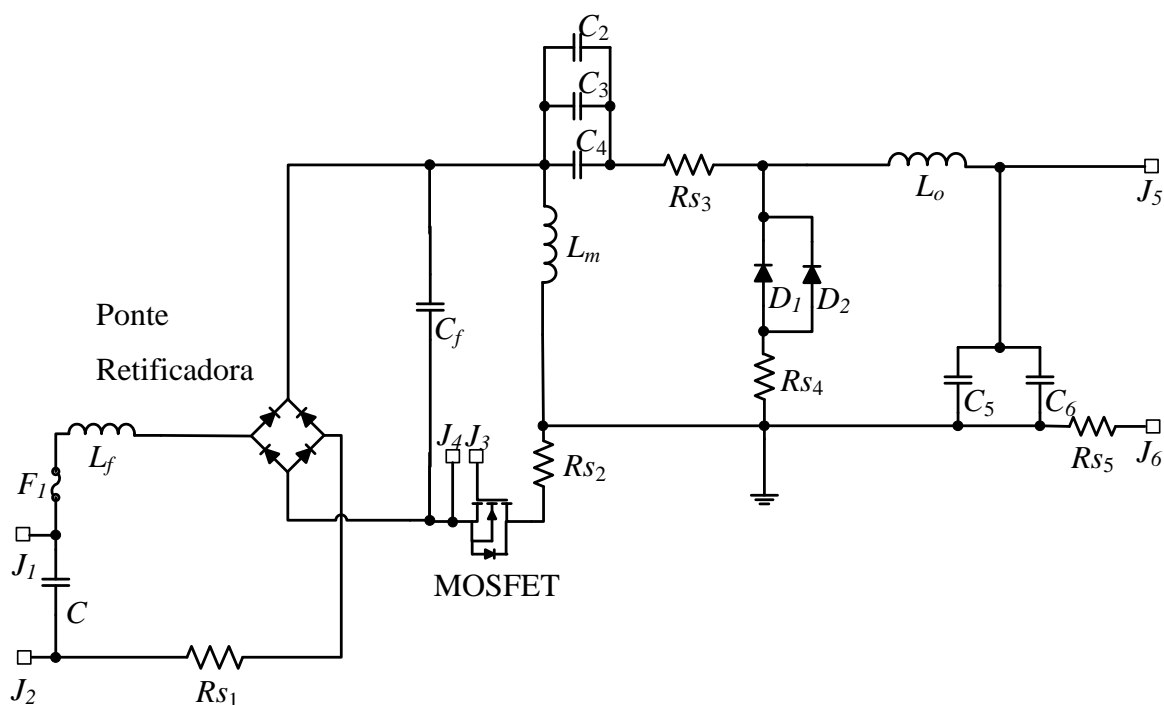 C2
C3
C4
Rs3
Lo
J5
Lm
D1
D2
Cf
Ponte
Retificadora
Rs4
C5
C6
Lf
J4
J3
Rs2
Rs5
J6
F1
J1
MOSFET
C
J2
Rs1